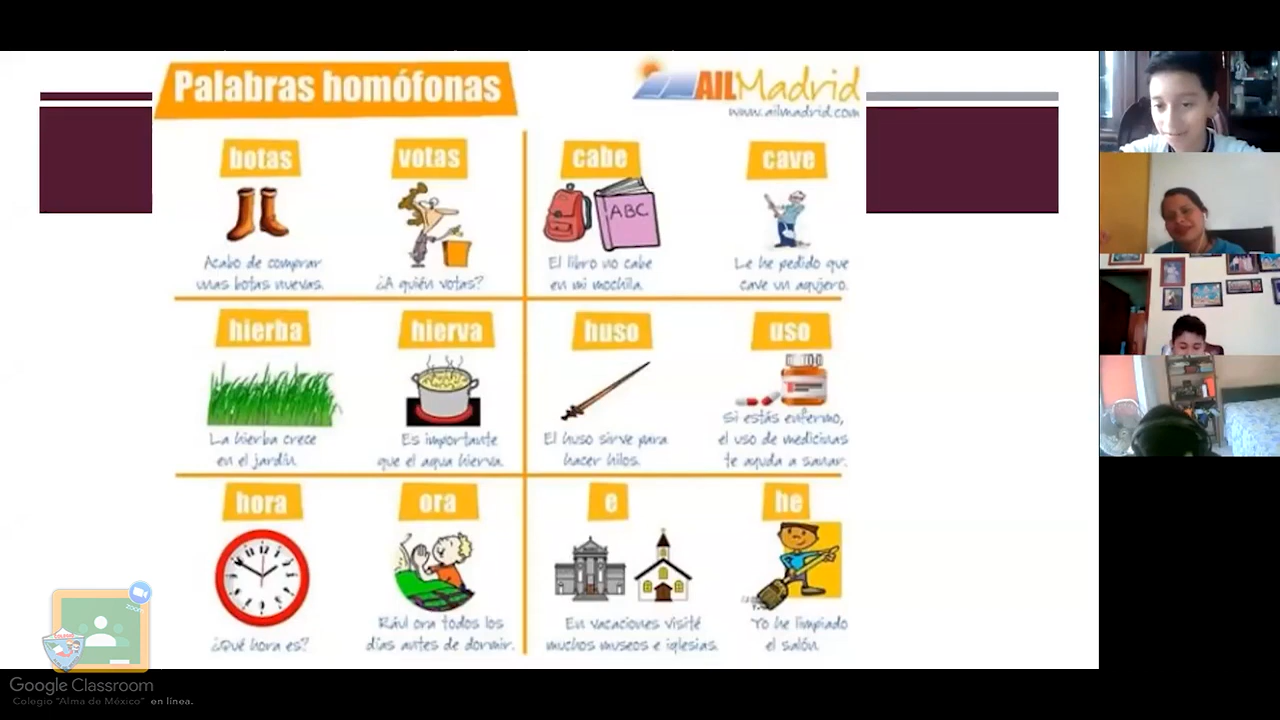 Palabras homófonas
AILMadrid
www.ailmadrid.com
botas
votas
cabe
cave
ABC
Acabo de comprar
unas botas nuevas.
¿A quién votas?
El libro no cabe
en mi mochila.
Le he pedido que
cave un agujero.
hierba
hierva
huso
uso
La hierba crece
en el jardín.
Es importante
que el agua hierva.
El huso sirve para
hacer hilos.
Si estás enfermo,
el uso de medicinas
te ayuda a sanar.
hora
ora
e
he
¿Qué hora es?
Rául ora todos los
días antes de dormir.
En vacaciones visité
muchos museos e iglesias.
Yo he limpiado
el salón.
zoom
Google Classroom
Colegio "Alma de México" en línea.